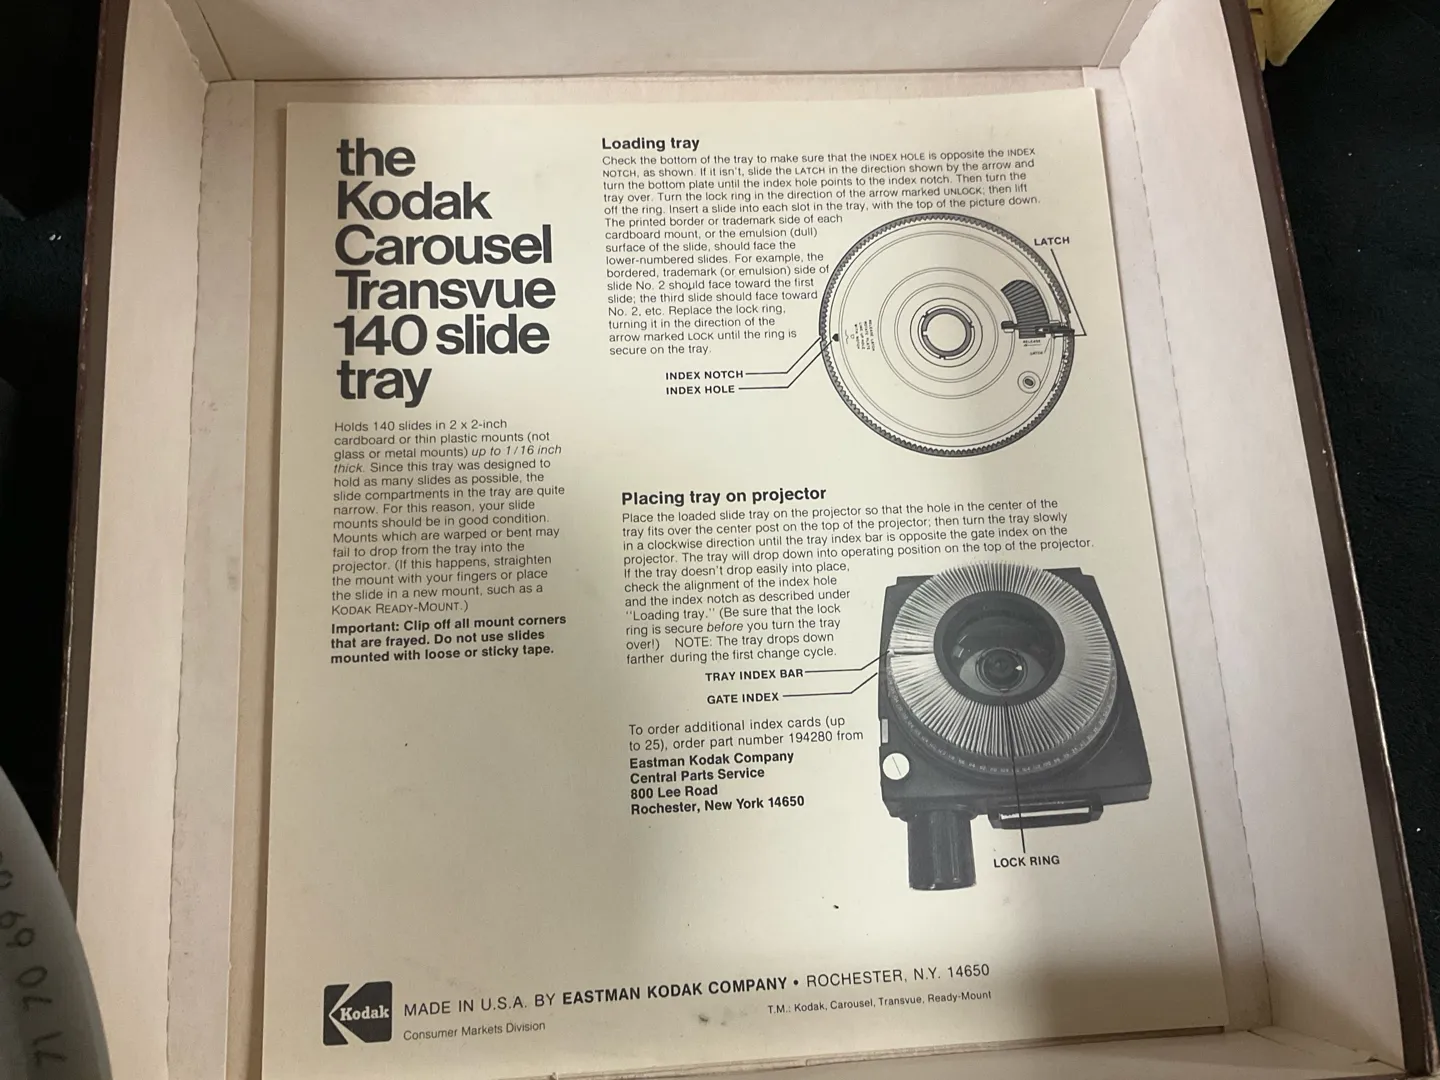 the
Kodak
Carousel
Transvue
140 slide
tray
Holds 140 slides in 2 x 2-inch
cardboard or thin plastic mounts (not
glass or metal mounts) up to 1/16 inch
thick. Since this tray was designed to
hold as many slides as possible, the
slide compartments in the tray are quite
narrow. For this reason, your slide
mounts should be in good condition.
Mounts which are warped or bent may
fail to drop from the tray into the
projector. (If this happens, straighten
the mount with your fingers or place
the slide in a new mount, such as a
KODAK READY-MOUNT.)
Important: Clip off all mount corners
that are frayed. Do not use slides
mounted with loose or sticky tape.
Loading tray
Check the bottom of the tray to make sure that the INDEX HOLE is opposite the INDEX
NOTCH, as shown. If it isn't, slide the LATCH in the direction shown by the arrow and
turn the bottom plate until the index hole points to the index notch. Then turn the
tray over. Turn the lock ring in the direction of the arrow marked UNLOCK; then lift
off the ring. Insert a slide into each slot in the tray, with the top of the picture down.
The printed border or trademark side of each
cardboard mount, or the emulsion (dull)
surface of the slide, should face the
lower-numbered slides. For example, the
bordered, trademark (or emulsion) side of
slide No. 2 should face toward the first
slide; the third slide should face toward
No. 2, etc. Replace the lock ring,
turning it in the direction of the
arrow marked LOCK until the ring is
secure on the tray.
LATCH
RELEASE
LATCH
INDEX NOTCH
INDEX HOLE
Placing tray on projector
Place the loaded slide tray on the projector so that the hole in the center of the
tray fits over the center post on the top of the projector; then turn the tray slowly
in a clockwise direction until the tray index bar is opposite the gate index on the
projector. The tray will drop down into operating position on the top of the projector.
If the tray doesn't drop easily into place,
check the alignment of the index hole
and the index notch as described under
"Loading tray." (Be sure that the lock
ring is secure before you turn the tray
over!) NOTE: The tray drops down
farther during the first change cycle.
TRAY INDEX BAR
GATE INDEX
LOCK RING
To order additional index cards (up
to 25), order part number 194280 from
Eastman Kodak Company
Central Parts Service
800 Lee Road
Rochester, New York 14650
Kodak
MADE IN U.S.A. BY EASTMAN KODAK COMPANY • ROCHESTER, N.Y. 14650
Consumer Markets Division
T.M.: Kodak, Carousel, Transvue, Ready-Mount
69 70 71